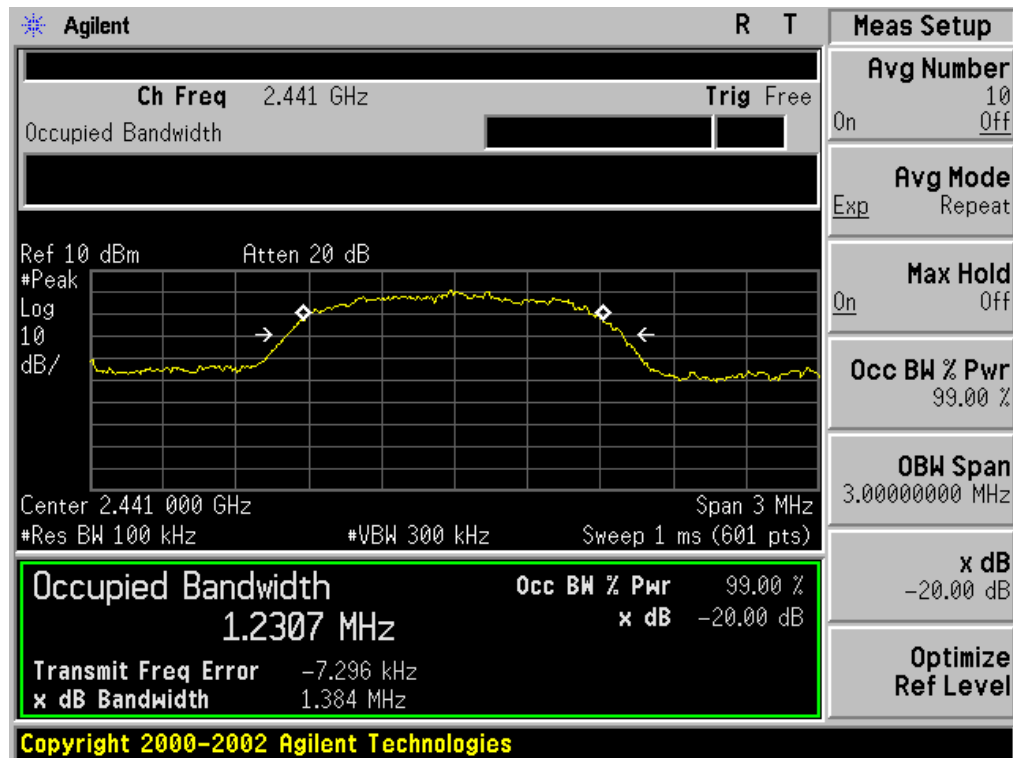 Agilent R T
Ch Freq 2.441 GHz Trig Free
Occupied Bandwidth
Ref 10 dBm Atten 20 dB
#Peak
Log
10
dB/
Center 2.441 000 GHz Span 3 MHz
#Res BW 100 kHz #VBW 300 kHz Sweep 1 ms (601 pts)
Occupied Bandwidth Occ BW % Pwr 99.00 %
1.2307 MHz x dB -20.00 dB
Transmit Freq Error -7.296 kHz
x dB Bandwidth 1.384 MHz
Copyright 2000-2002 Agilent Technologies
Meas Setup
Avg Number
10
On Off
Avg Mode
Exp Repeat
Max Hold
On Off
Occ BW % Pwr
99.00 %
OBW Span
3.00000000 MHz
x dB
-20.00 dB
Optimize
Ref Level